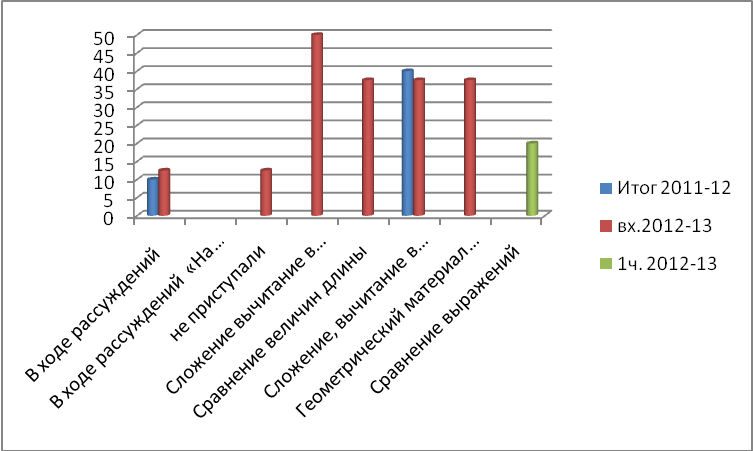 50
45
40
35
30
25
20
15
10
5
0
В ходе рассуждений
В ходе рассуждений «На...
не приступали
Сложение вычитание в...
Сравнение величин длины
Сложение, вычитание в...
Геометрический материал...
Сравнение выражений
Итог 2011-12
вх.2012-13
1ч. 2012-13